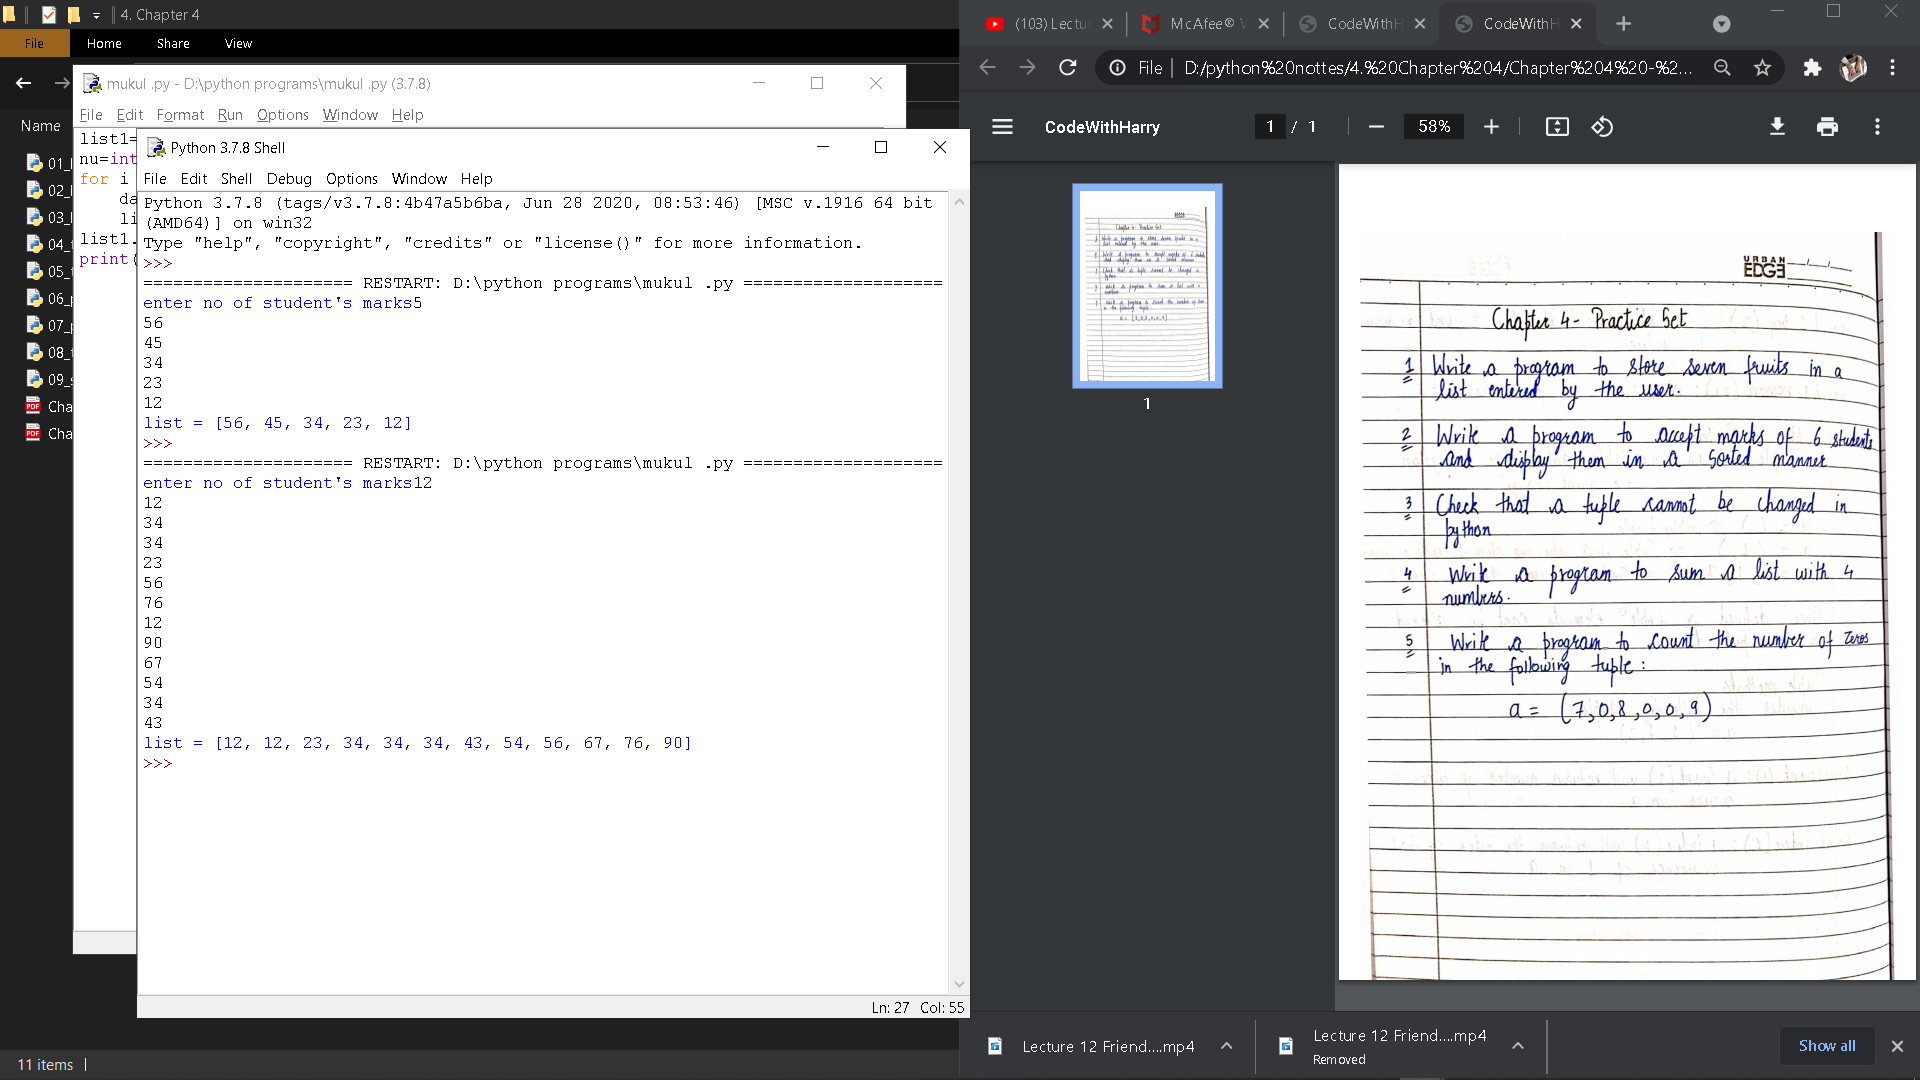 4. Chapter 4
File Home Share View
Name
01_l
02_l
03_l
04_t
05_t
06_p
07_p
08_t
09_s
Cha
Cha
11 items
mukul .py - D:\python programs\mukul .py (3.7.8)
File Edit Format Run Options Window Help
list1=
nu=int
for i
da
li
list1.
print(
Python 3.7.8 Shell
File Edit Shell Debug Options Window Help
Python 3.7.8 (tags/v3.7.8:4b47a5b6ba, Jun 28 2020, 08:53:46) [MSC v.1916 64 bit
(AMD64)] on win32
Type "help", "copyright", "credits" or "license()" for more information.
>>>
===================== RESTART: D:\python programs\mukul .py ====================
enter no of student's marks5
56
45
34
23
12
list = [56, 45, 34, 23, 12]
>>>
===================== RESTART: D:\python programs\mukul .py ====================
enter no of student's marks12
12
34
34
23
56
76
12
90
67
54
34
43
list = [12, 12, 23, 34, 34, 34, 43, 54, 56, 67, 76, 90]
>>>
Ln: 27 Col: 55
(103) Lectu McAfee® V CodeWithH CodeWithH
File | D:/python%20nottes/4.%20Chapter%204/Chapter%204%20-%2...
CodeWithHarry 1 / 1 58%
1
URBAN
EDGE
Chapter 4 - Practice Set
1 Write a program to store seven fruits in a
list entered by the user.
2 Write a program to accept marks of 6 students
and display them in a sorted manner
3 Check that a tuple cannot be changed in
python
4 Write a program to sum a list with 4
numbers.
5 Write a program to count the number of zeros
in the following tuple:
a = (7,0,8,0,0,9)
Lecture 12 Friend....mp4
Lecture 12 Friend....mp4
Removed
Show all